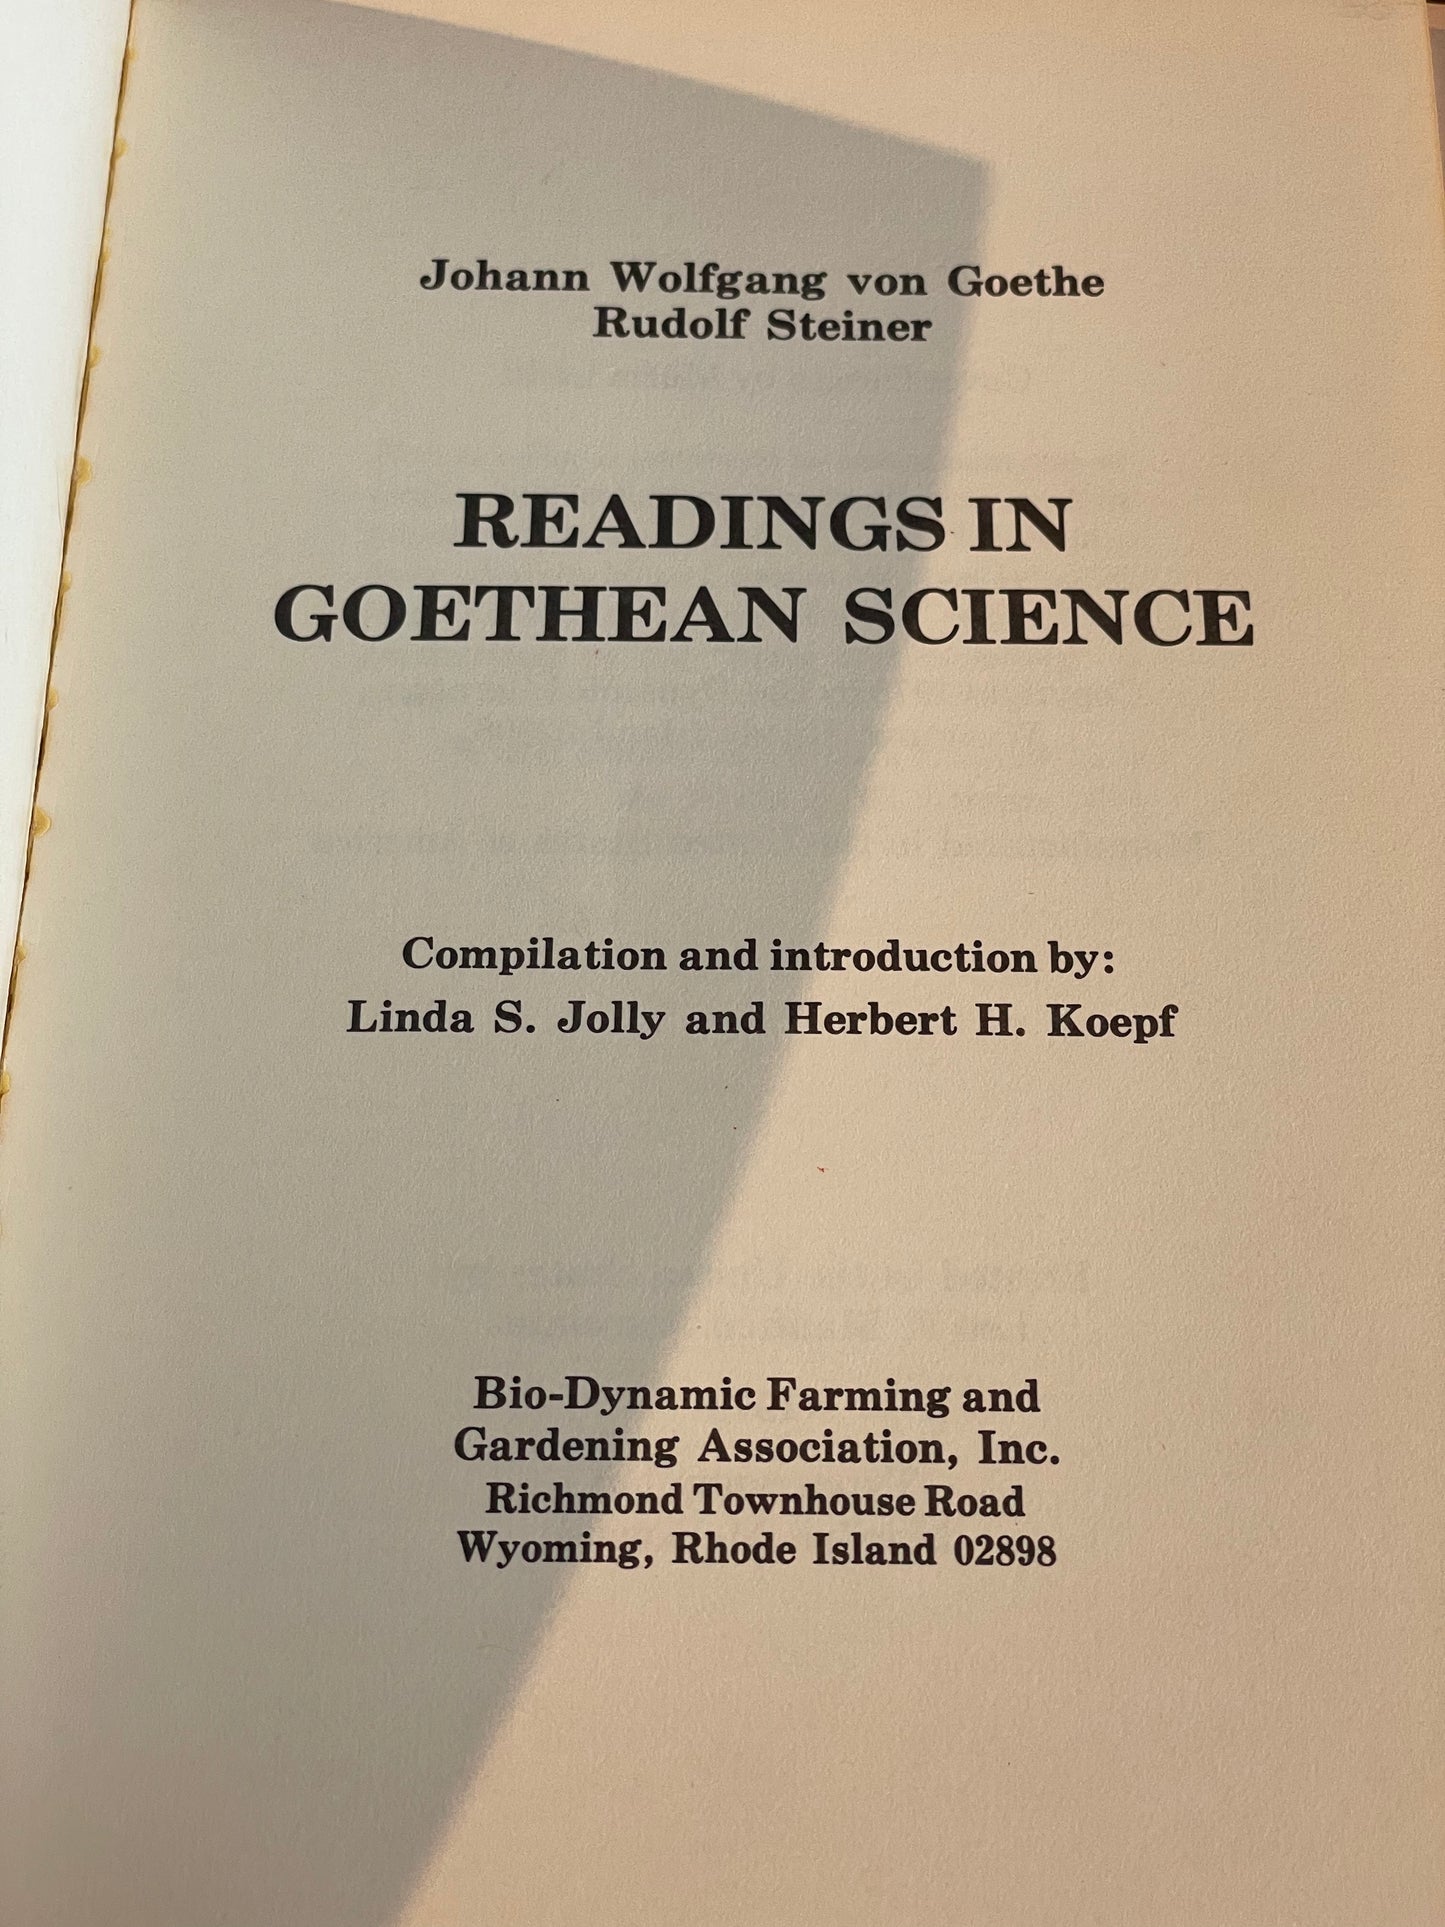 Johann Wolfgang von Goethe
Rudolf Steiner
READINGS IN
GOETHEAN SCIENCE
Compilation and introduction by:
Linda S. Jolly and Herbert H. Koepf
Bio-Dynamic Farming and
Gardening Association, Inc.
Richmond Townhouse Road
Wyoming, Rhode Island 02898